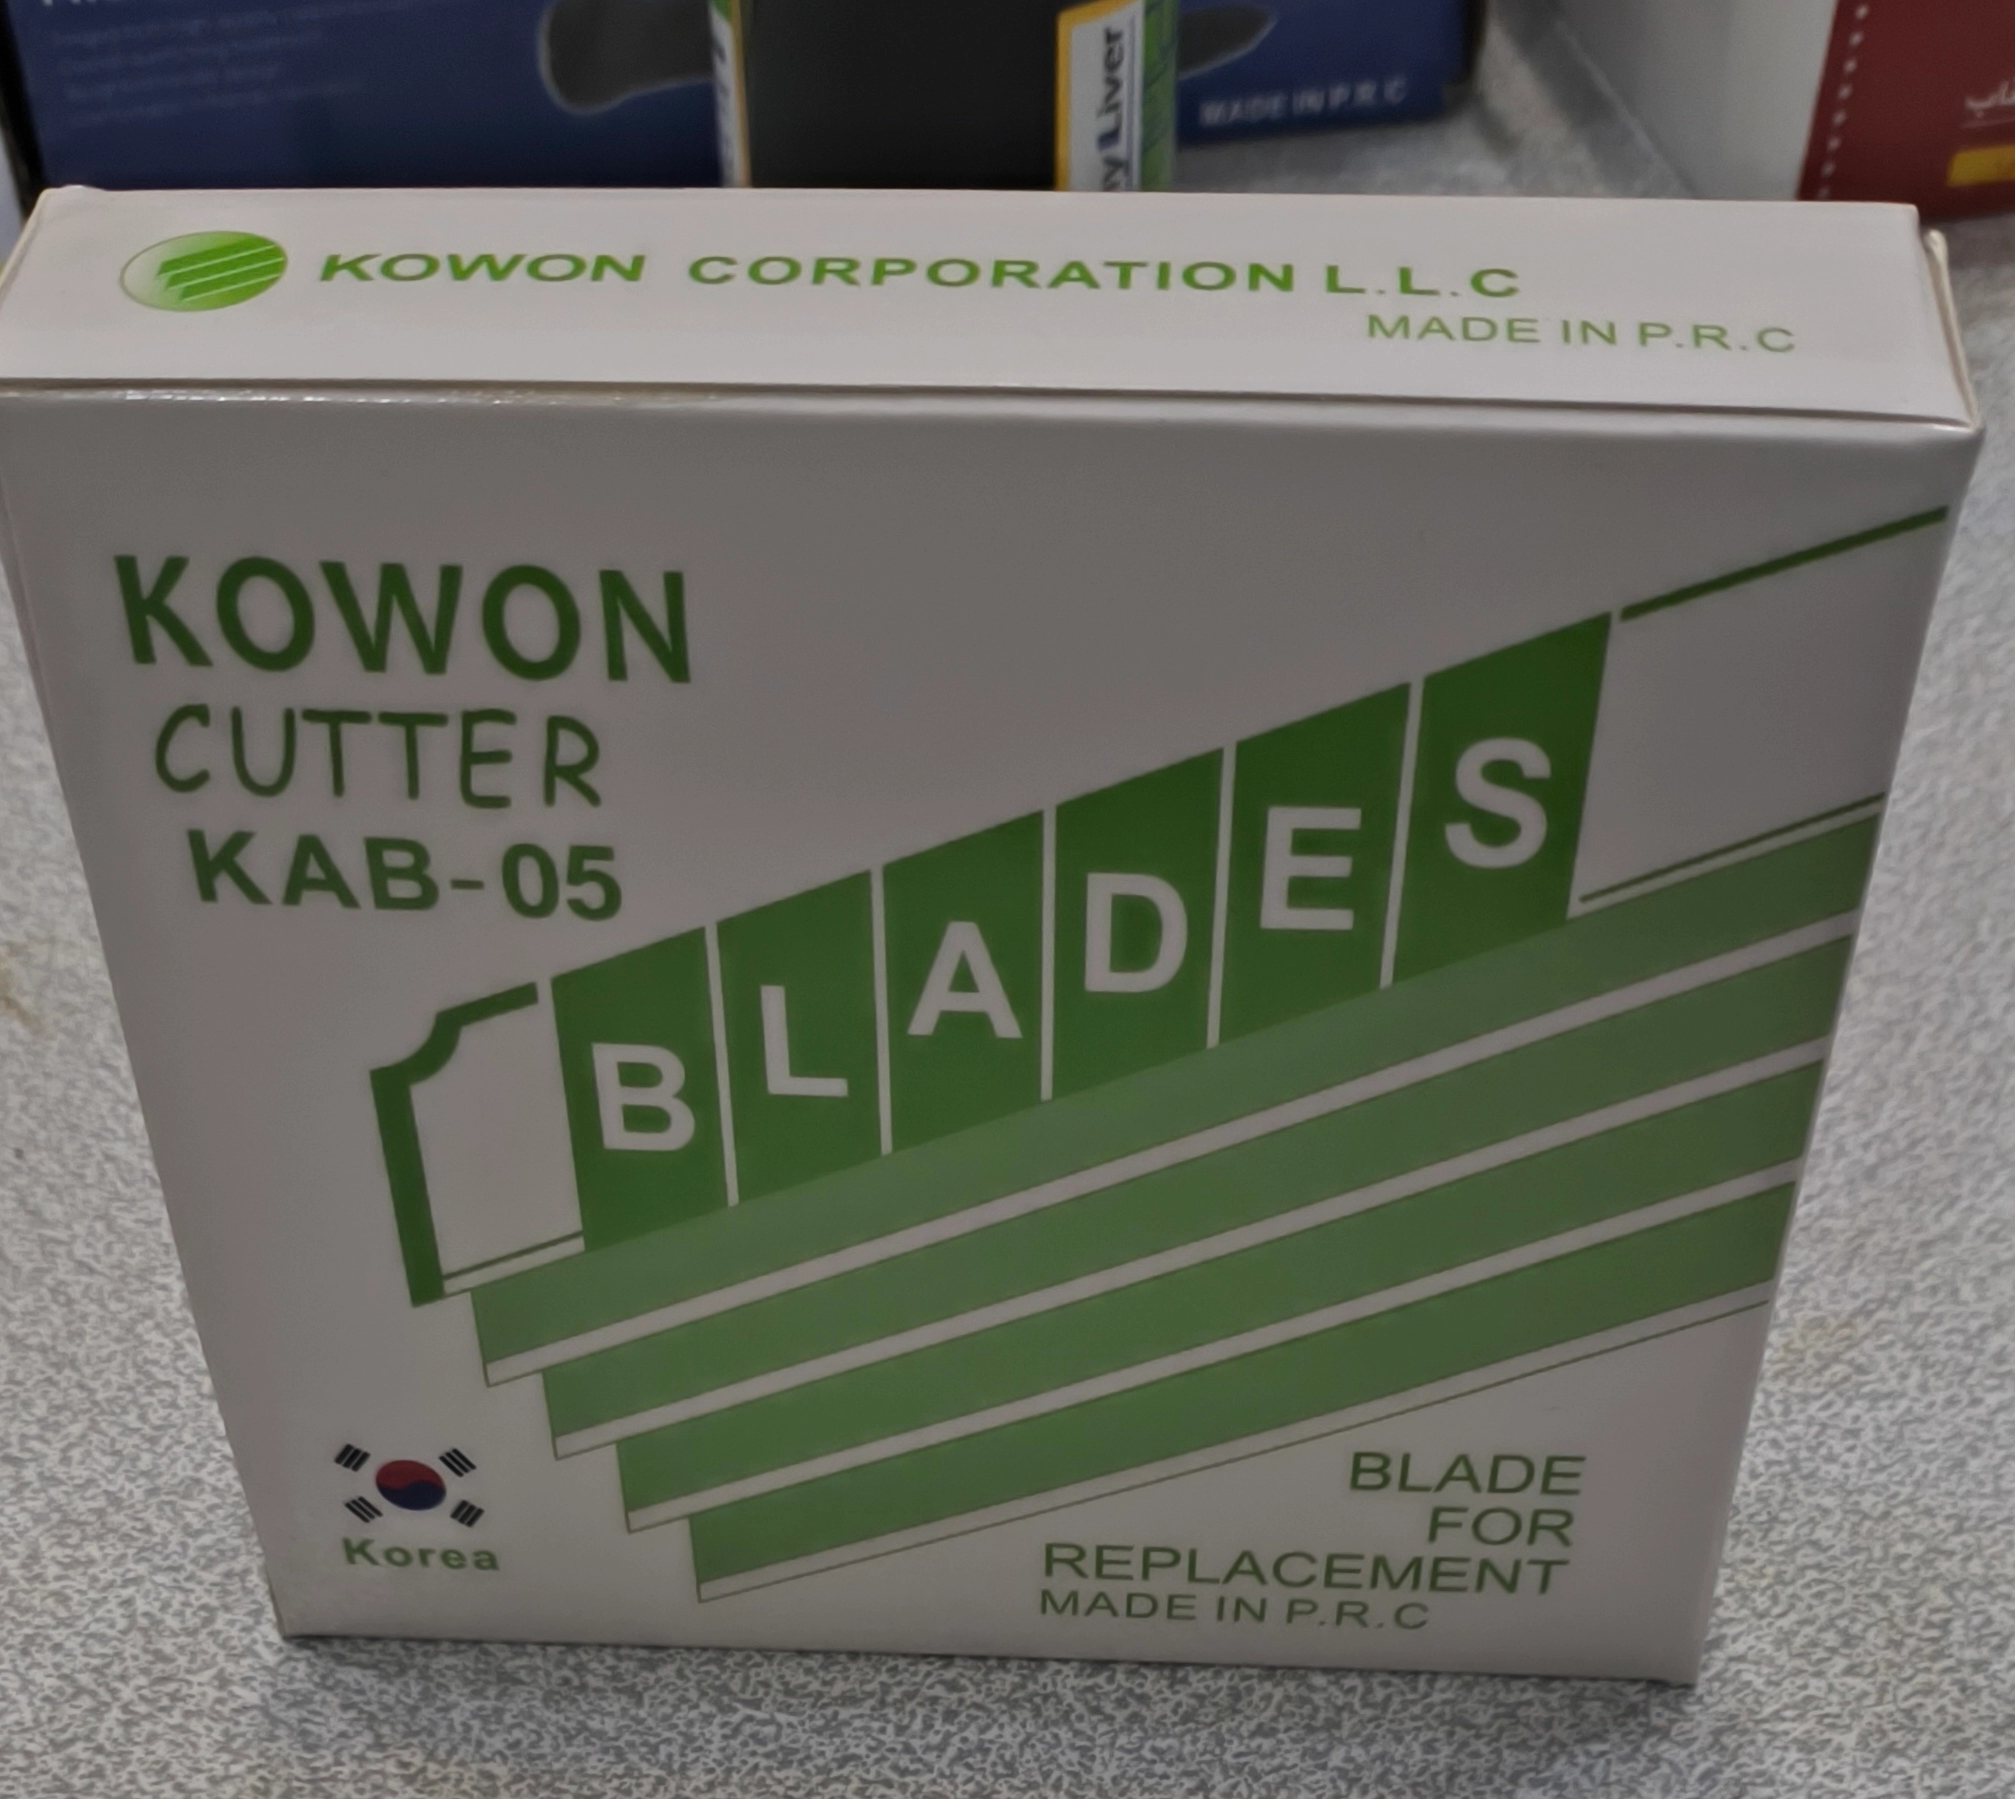 MADE IN P.R.C
Liver
KOWON CORPORATION L.L.C
MADE IN P.R.C
KOWON
CUTTER
KAB-05
BLADES
Korea
BLADE
FOR
REPLACEMENT
MADE IN P.R.C